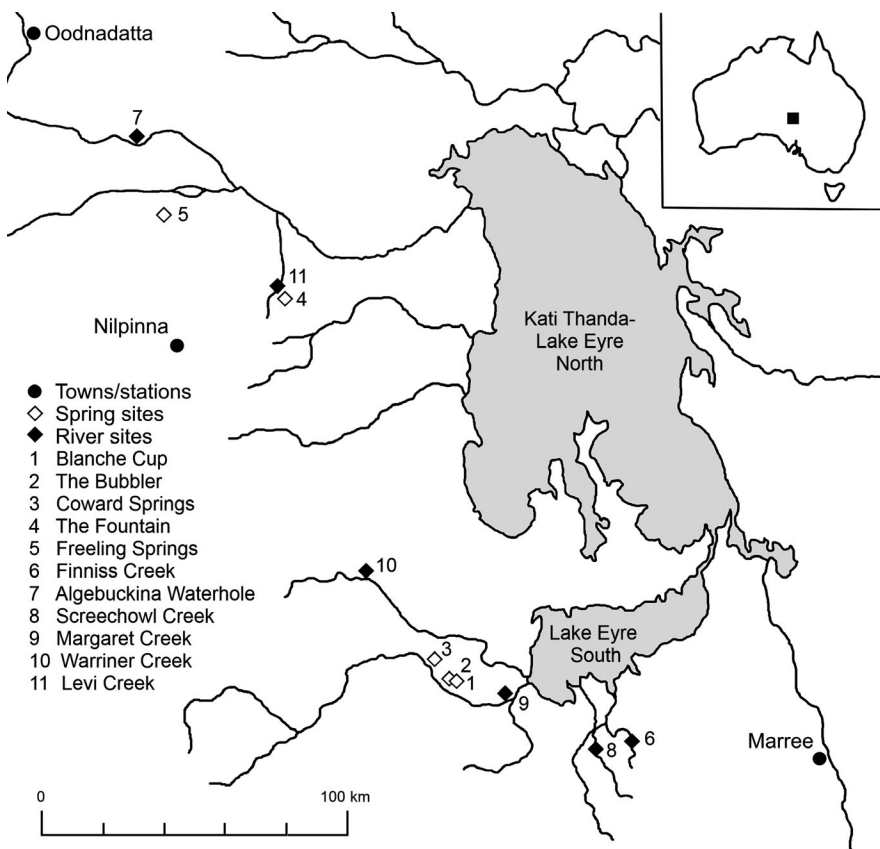 Oodnadatta
7
5
11
4
Nilpinna
Kati Thanda-
Lake Eyre
North
Towns/stations
Spring sites
River sites
1 Blanche Cup
2 The Bubbler
3 Coward Springs
4 The Fountain
5 Freeling Springs
6 Finniss Creek
7 Algebuckina Waterhole
8 Screechowl Creek
9 Margaret Creek
10 Warriner Creek
11 Levi Creek
10
Lake Eyre
South
3
2
1
9
8
6
Marree
0 100 km